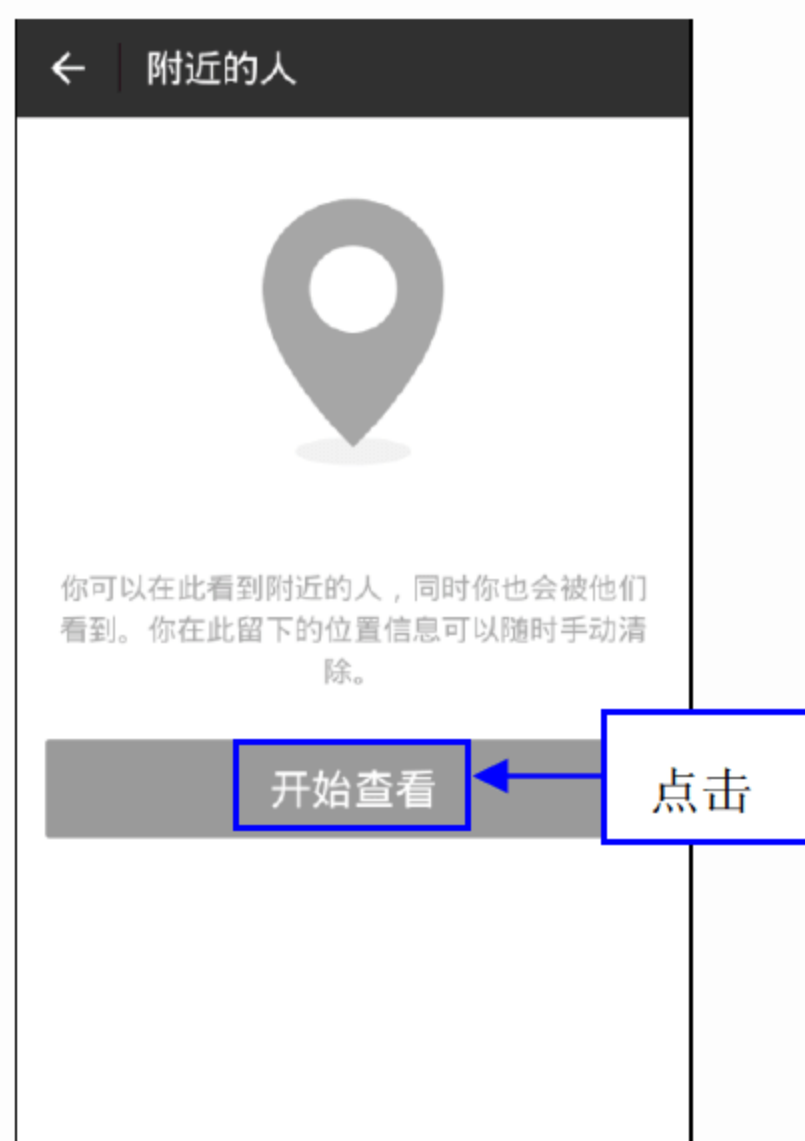 附近的人
你可以在此看到附近的人，同时你也会被他们
看到。你在此留下的位置信息可以随时手动清
除。
开始查看
点击